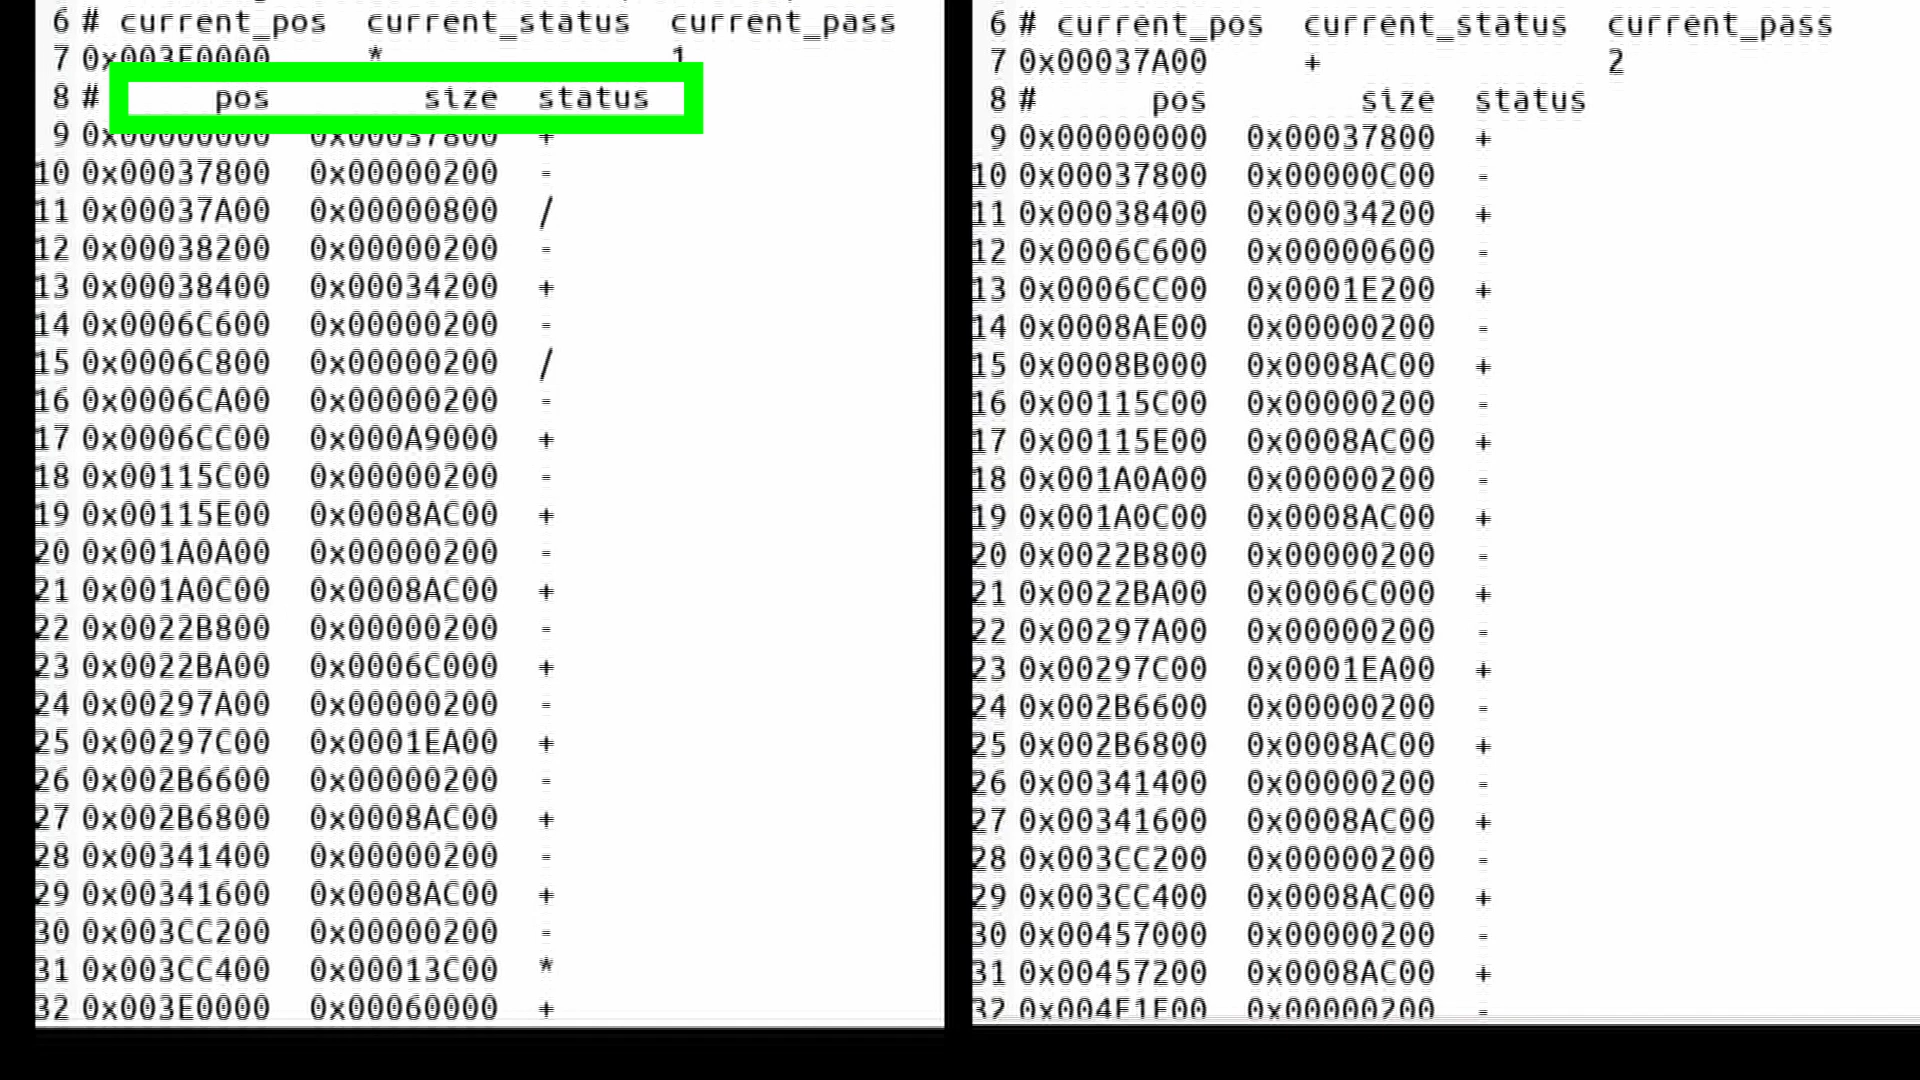 6 # current_pos current_status current_pass
7 0x003E0000 * 1
8 # pos size status
9 0x00000000 0x00037800 +
10 0x00037800 0x00000200 -
11 0x00037A00 0x00000800 /
12 0x00038200 0x00000200 -
13 0x00038400 0x00034200 +
14 0x0006C600 0x00000200 -
15 0x0006C800 0x00000200 /
16 0x0006CA00 0x00000200 -
17 0x0006CC00 0x000A9000 +
18 0x00115C00 0x00000200 -
19 0x00115E00 0x0008AC00 +
20 0x001A0A00 0x00000200 -
21 0x001A0C00 0x0008AC00 +
22 0x0022B800 0x00000200 -
23 0x0022BA00 0x0006C000 +
24 0x00297A00 0x00000200 -
25 0x00297C00 0x0001EA00 +
26 0x002B6600 0x00000200 -
27 0x002B6800 0x0008AC00 +
28 0x00341400 0x00000200 -
29 0x00341600 0x0008AC00 +
30 0x003CC200 0x00000200 -
31 0x003CC400 0x00013C00 *
32 0x003E0000 0x00060000 +
6 # current_pos current_status current_pass
7 0x00037A00 + 2
8 # pos size status
9 0x00000000 0x00037800 +
10 0x00037800 0x00000C00 -
11 0x00038400 0x00034200 +
12 0x0006C600 0x00000600 -
13 0x0006CC00 0x0001E200 +
14 0x0008AE00 0x00000200 -
15 0x0008B000 0x0008AC00 +
16 0x00115C00 0x00000200 -
17 0x00115E00 0x0008AC00 +
18 0x001A0A00 0x00000200 -
19 0x001A0C00 0x0008AC00 +
20 0x0022B800 0x00000200 -
21 0x0022BA00 0x0006C000 +
22 0x00297A00 0x00000200 -
23 0x00297C00 0x0001EA00 +
24 0x002B6600 0x00000200 -
25 0x002B6800 0x0008AC00 +
26 0x00341400 0x00000200 -
27 0x00341600 0x0008AC00 +
28 0x003CC200 0x00000200 -
29 0x003CC400 0x0008AC00 +
30 0x00457000 0x00000200 -
31 0x00457200 0x0008AC00 +
32 0x004E1E00 0x00000200 -